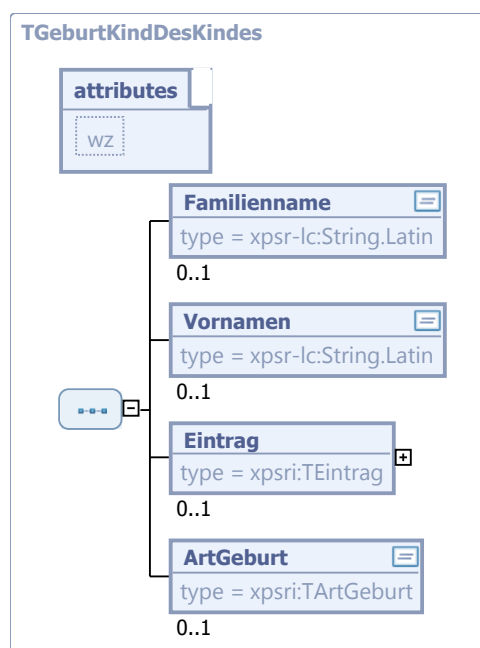 TGeburtKindDesKindes
attributes
wz
Familienname
type = xpsr-lc:String.Latin
0..1
Vornamen
type = xpsr-lc:String.Latin
0..1
Eintrag
type = xpsri:TEintrag
0..1
ArtGeburt
type = xpsri:TArtGeburt
0..1